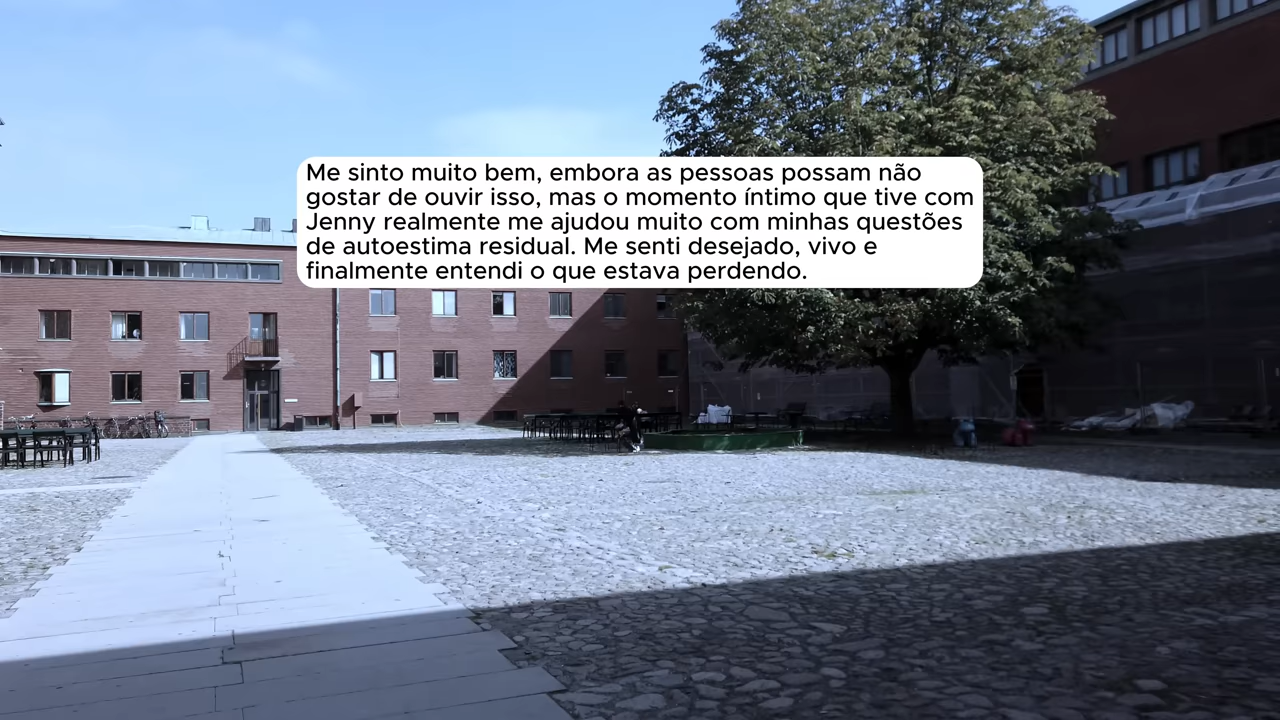 Me sinto muito bem, embora as pessoas possam não
gostar de ouvir isso, mas o momento íntimo que tive com
Jenny realmente me ajudou muito com minhas questões
de autoestima residual. Me senti desejado, vivo e
finalmente entendi o que estava perdendo.